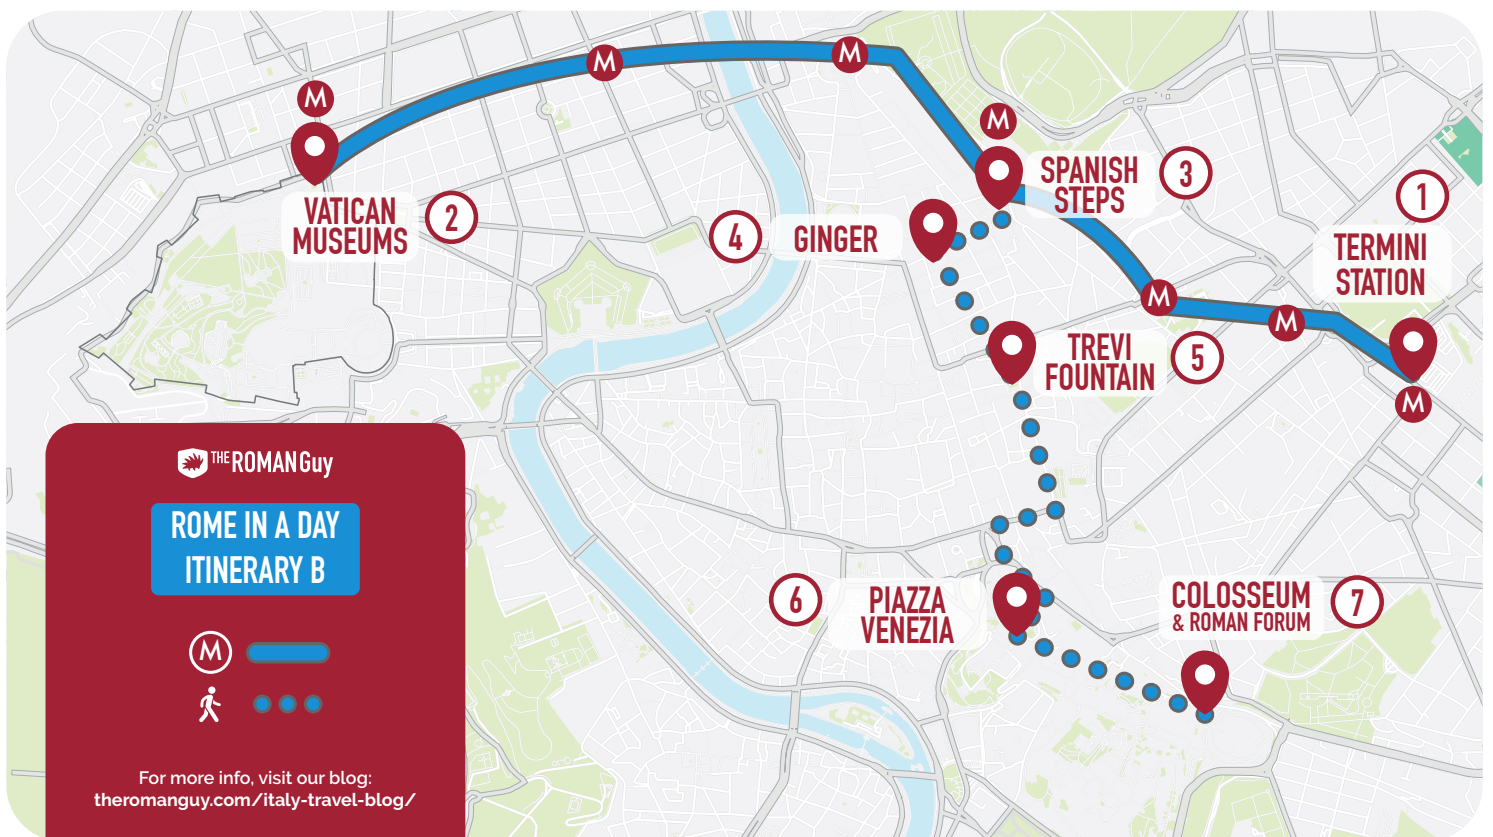 M
M
M
M
VATICAN
MUSEUMS
2
SPANISH
STEPS
3
1
TERMINI
STATION
4
GINGER
M
M
M
TREVI
FOUNTAIN
5
THE ROMAN Guy
ROME IN A DAY
ITINERARY B
M
For more info, visit our blog:
theromanguy.com/italy-travel-blog/
6
PIAZZA
VENEZIA
COLOSSEUM
& ROMAN FORUM
7